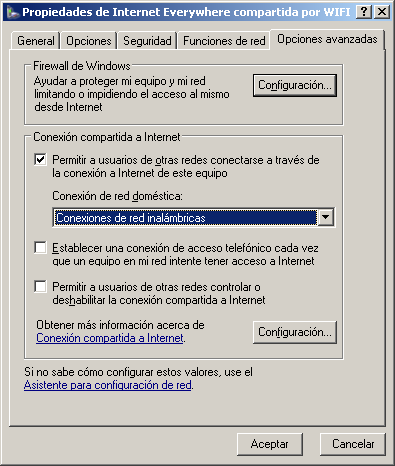 Propiedades de Internet Everywhere compartida por WIFI
General
Opciones
Seguridad
Funciones de red
Opciones avanzadas
Firewall de Windows
Ayudar a proteger mi equipo y mi red
limitando o impidiendo el acceso al mismo
desde Internet
Configuración...
Conexión compartida a Internet
Permitir a usuarios de otras redes conectarse a través de
la conexión a Internet de este equipo
Conexión de red doméstica:
Conexiones de red inalámbricas
Establecer una conexión de acceso telefónico cada vez
que un equipo en mi red intente tener acceso a Internet
Permitir a usuarios de otras redes controlar o
deshabilitar la conexión compartida a Internet
Obtener más información acerca de
Conexión compartida a Internet.
Configuración...
Si no sabe cómo configurar estos valores, use el
Asistente para configuración de red.
Aceptar
Cancelar